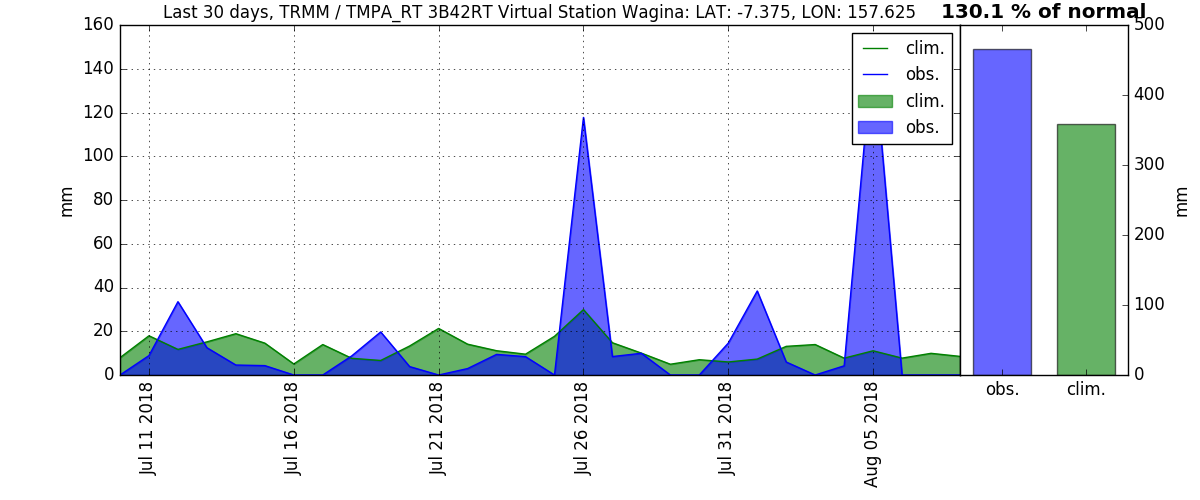 Last 30 days, TRMM / TMPA_RT 3B42RT Virtual Station Wagina: LAT: -7.375, LON: 157.625
130.1 % of normal
160
140
120
100
80
60
40
20
0
mm
clim.
obs.
clim.
obs.
Jul 11 2018
Jul 16 2018
Jul 21 2018
Jul 26 2018
Jul 31 2018
Aug 05 2018
500
400
300
200
100
0
mm
obs.
clim.